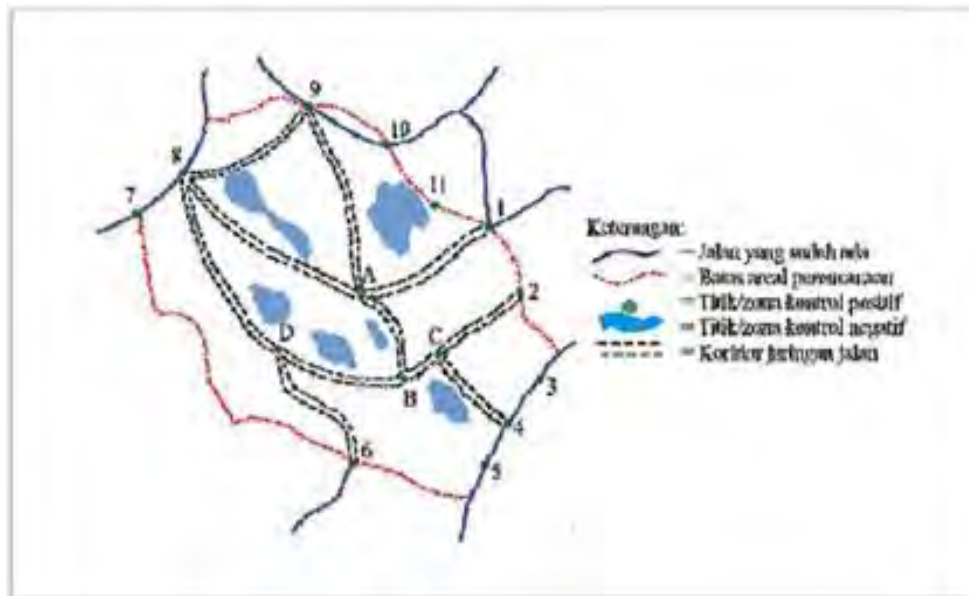 9
10
8
11
7
1
A
2
D
C
3
B
4
6
5
Keterangan:
= Jalan yang sudah ada
= Batas areal perencanaan
= Titik/zona kontrol positif
= Titik/zona kontrol negatif
= Koridor jaringan jalan